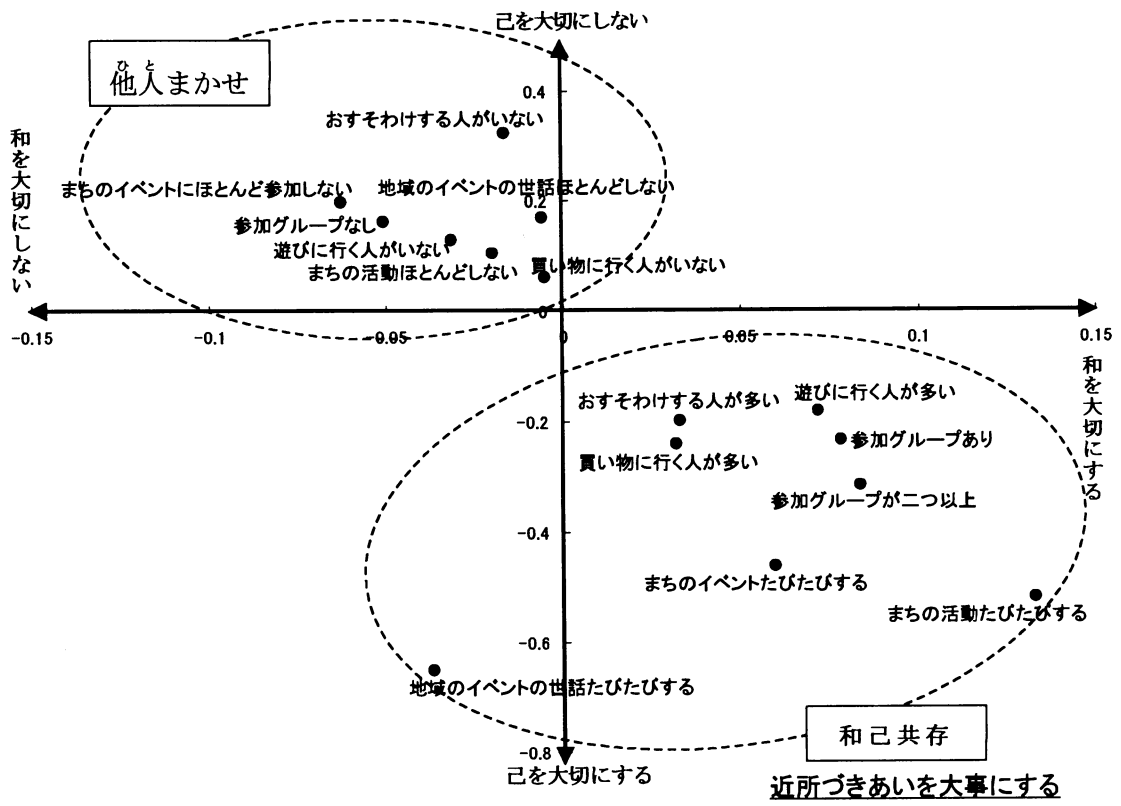 己を大切にしない
ひと
他人まかせ
0.4
おすそわけする人がいない
和を大切にしない
まちのイベントにほとんど参加しない
地域のイベントの世話ほとんどしない
0.2
参加グループなし
遊びに行く人がいない
まちの活動ほとんどしない
買い物に行く人がいない
0
-0.15
-0.1
-0.05
0
0.05
0.1
0.15
和を大切にする
おすそわけする人が多い
遊びに行く人が多い
-0.2
参加グループあり
買い物に行く人が多い
参加グループが二つ以上
-0.4
まちのイベントたびたびする
まちの活動たびたびする
-0.6
地域のイベントの世話たびたびする
和己共存
-0.8
己を大切にする
近所づきあいを大事にする